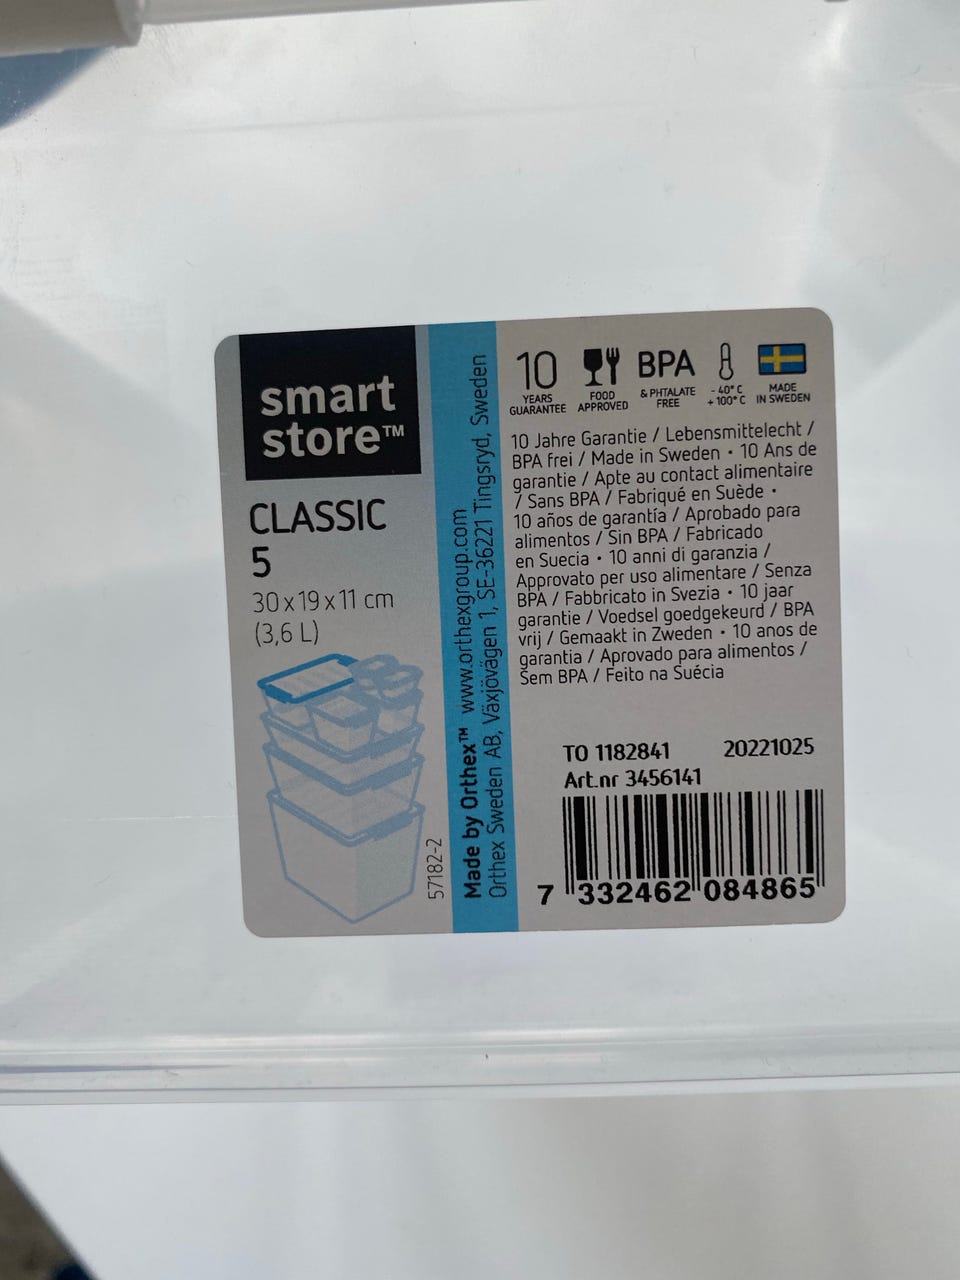 smart
store™
CLASSIC
5
30 x 19 x 11 cm
(3,6 L)
57182-2
Made by Orthex™ www.orthexgroup.com
Orthex Sweden AB, Växjövägen 1, SE-36221 Tingsryd, Sweden
10
YEARS
GUARANTEE
FOOD
APPROVED
BPA
& PHTALATE
FREE
- 40° C
+ 100° C
MADE
IN SWEDEN
10 Jahre Garantie / Lebensmittelecht /
BPA frei / Made in Sweden • 10 Ans de
garantie / Apte au contact alimentaire
/ Sans BPA / Fabriqué en Suède •
10 años de garantía / Aprobado para
alimentos / Sin BPA / Fabricado
en Suecia • 10 anni di garanzia /
Approvato per uso alimentare / Senza
BPA / Fabbricato in Svezia • 10 jaar
garantie / Voedsel goedgekeurd / BPA
vrij / Gemaakt in Zweden • 10 anos de
garantia / Aprovado para alimentos /
Sem BPA / Feito na Suécia
TO 1182841 20221025
Art.nr 3456141
7 332462 084865